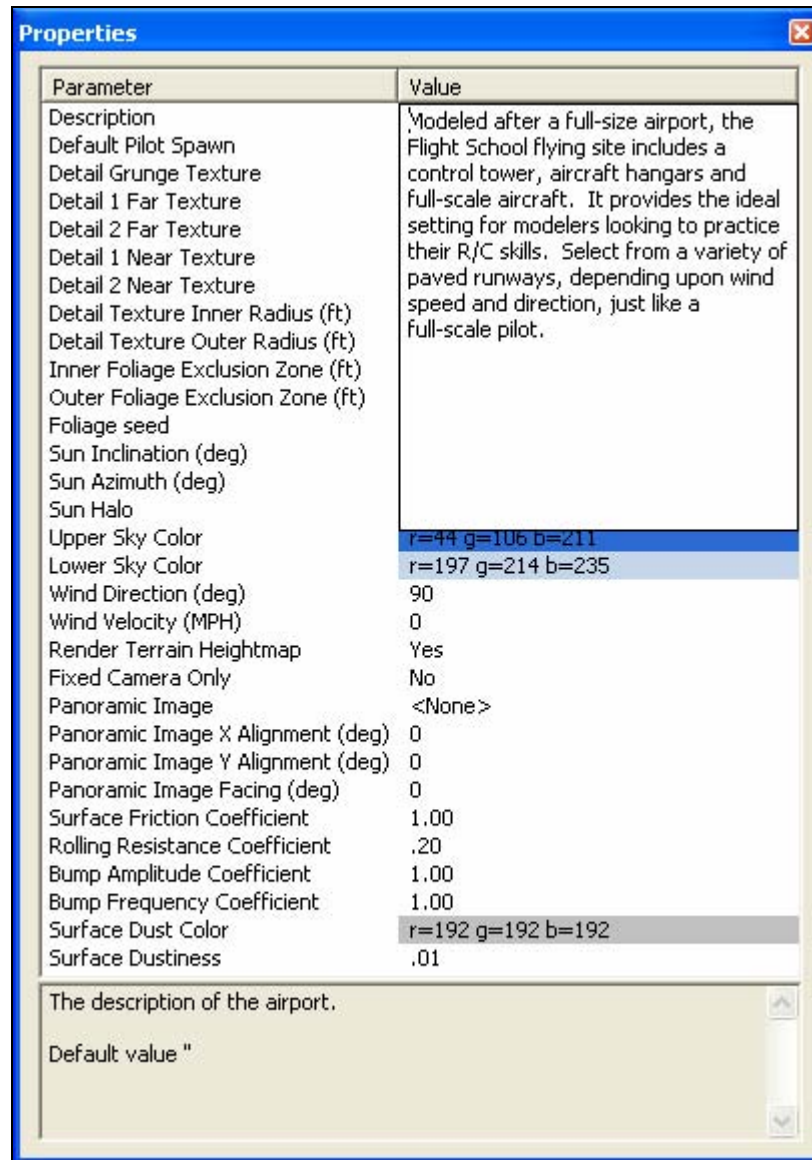 Properties
Parameter Value
Description
Default Pilot Spawn
Detail Grunge Texture
Detail 1 Far Texture
Detail 2 Far Texture
Detail 1 Near Texture
Detail 2 Near Texture
Detail Texture Inner Radius (ft)
Detail Texture Outer Radius (ft)
Inner Foliage Exclusion Zone (ft)
Outer Foliage Exclusion Zone (ft)
Foliage seed
Sun Inclination (deg)
Sun Azimuth (deg)
Sun Halo
Modeled after a full-size airport, the
Flight School flying site includes a
control tower, aircraft hangars and
full-scale aircraft. It provides the ideal
setting for modelers looking to practice
their R/C skills. Select from a variety of
paved runways, depending upon wind
speed and direction, just like a
full-scale pilot.
Upper Sky Color r=44 g=106 b=211
Lower Sky Color r=197 g=214 b=235
Wind Direction (deg) 90
Wind Velocity (MPH) 0
Render Terrain Heightmap Yes
Fixed Camera Only No
Panoramic Image <None>
Panoramic Image X Alignment (deg) 0
Panoramic Image Y Alignment (deg) 0
Panoramic Image Facing (deg) 0
Surface Friction Coefficient 1.00
Rolling Resistance Coefficient .20
Bump Amplitude Coefficient 1.00
Bump Frequency Coefficient 1.00
Surface Dust Color r=192 g=192 b=192
Surface Dustiness .01
The description of the airport.
Default value "